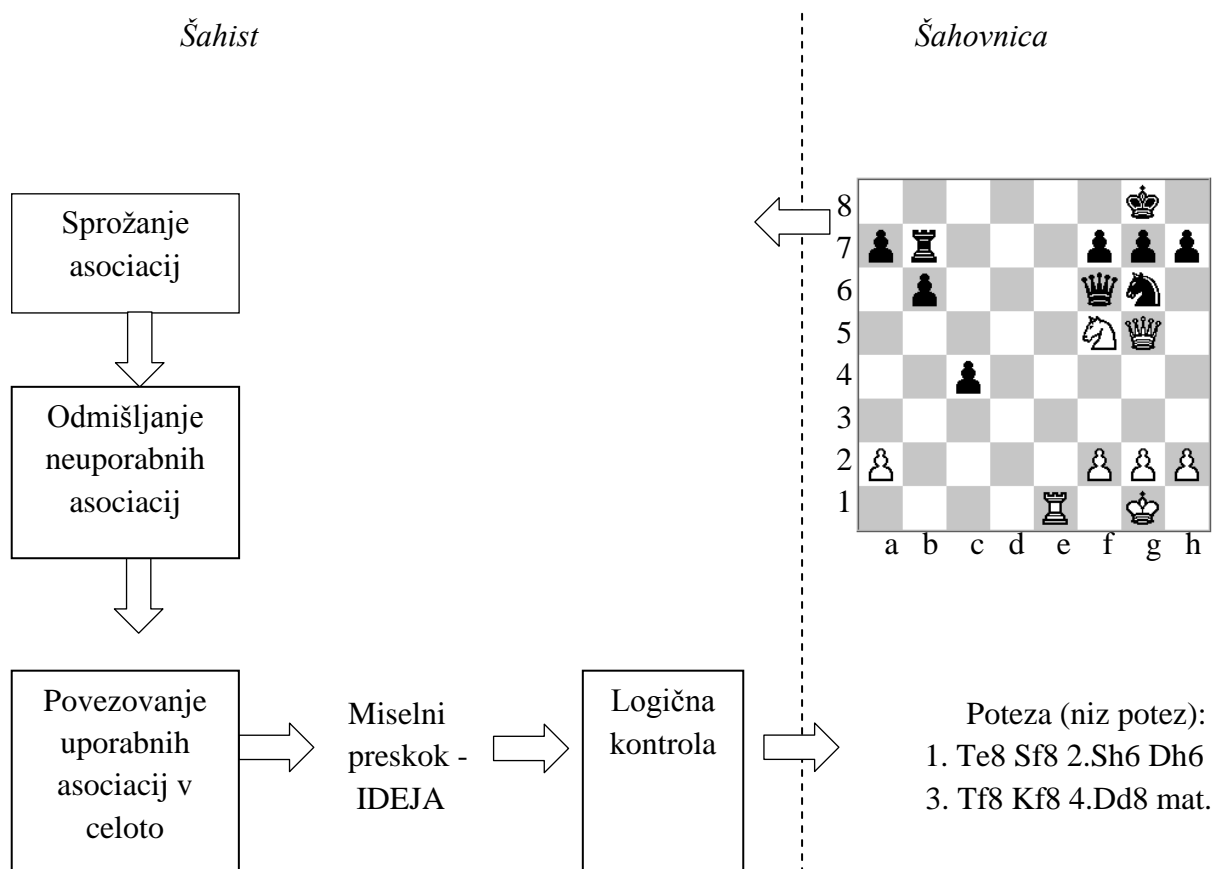 Šahist
Šahovnica
Sprožanje
asociacij
Odmišljanje
neuporabnih
asociacij
Povezovanje
uporabnih
asociacij v
celoto
Miselni
preskok -
IDEJA
Logična
kontrola
8
7
6
5
4
3
2
1
a b c d e f g h
Poteza (niz potez):
1. Te8 Sf8 2.Sh6 Dh6
3. Tf8 Kf8 4.Dd8 mat.